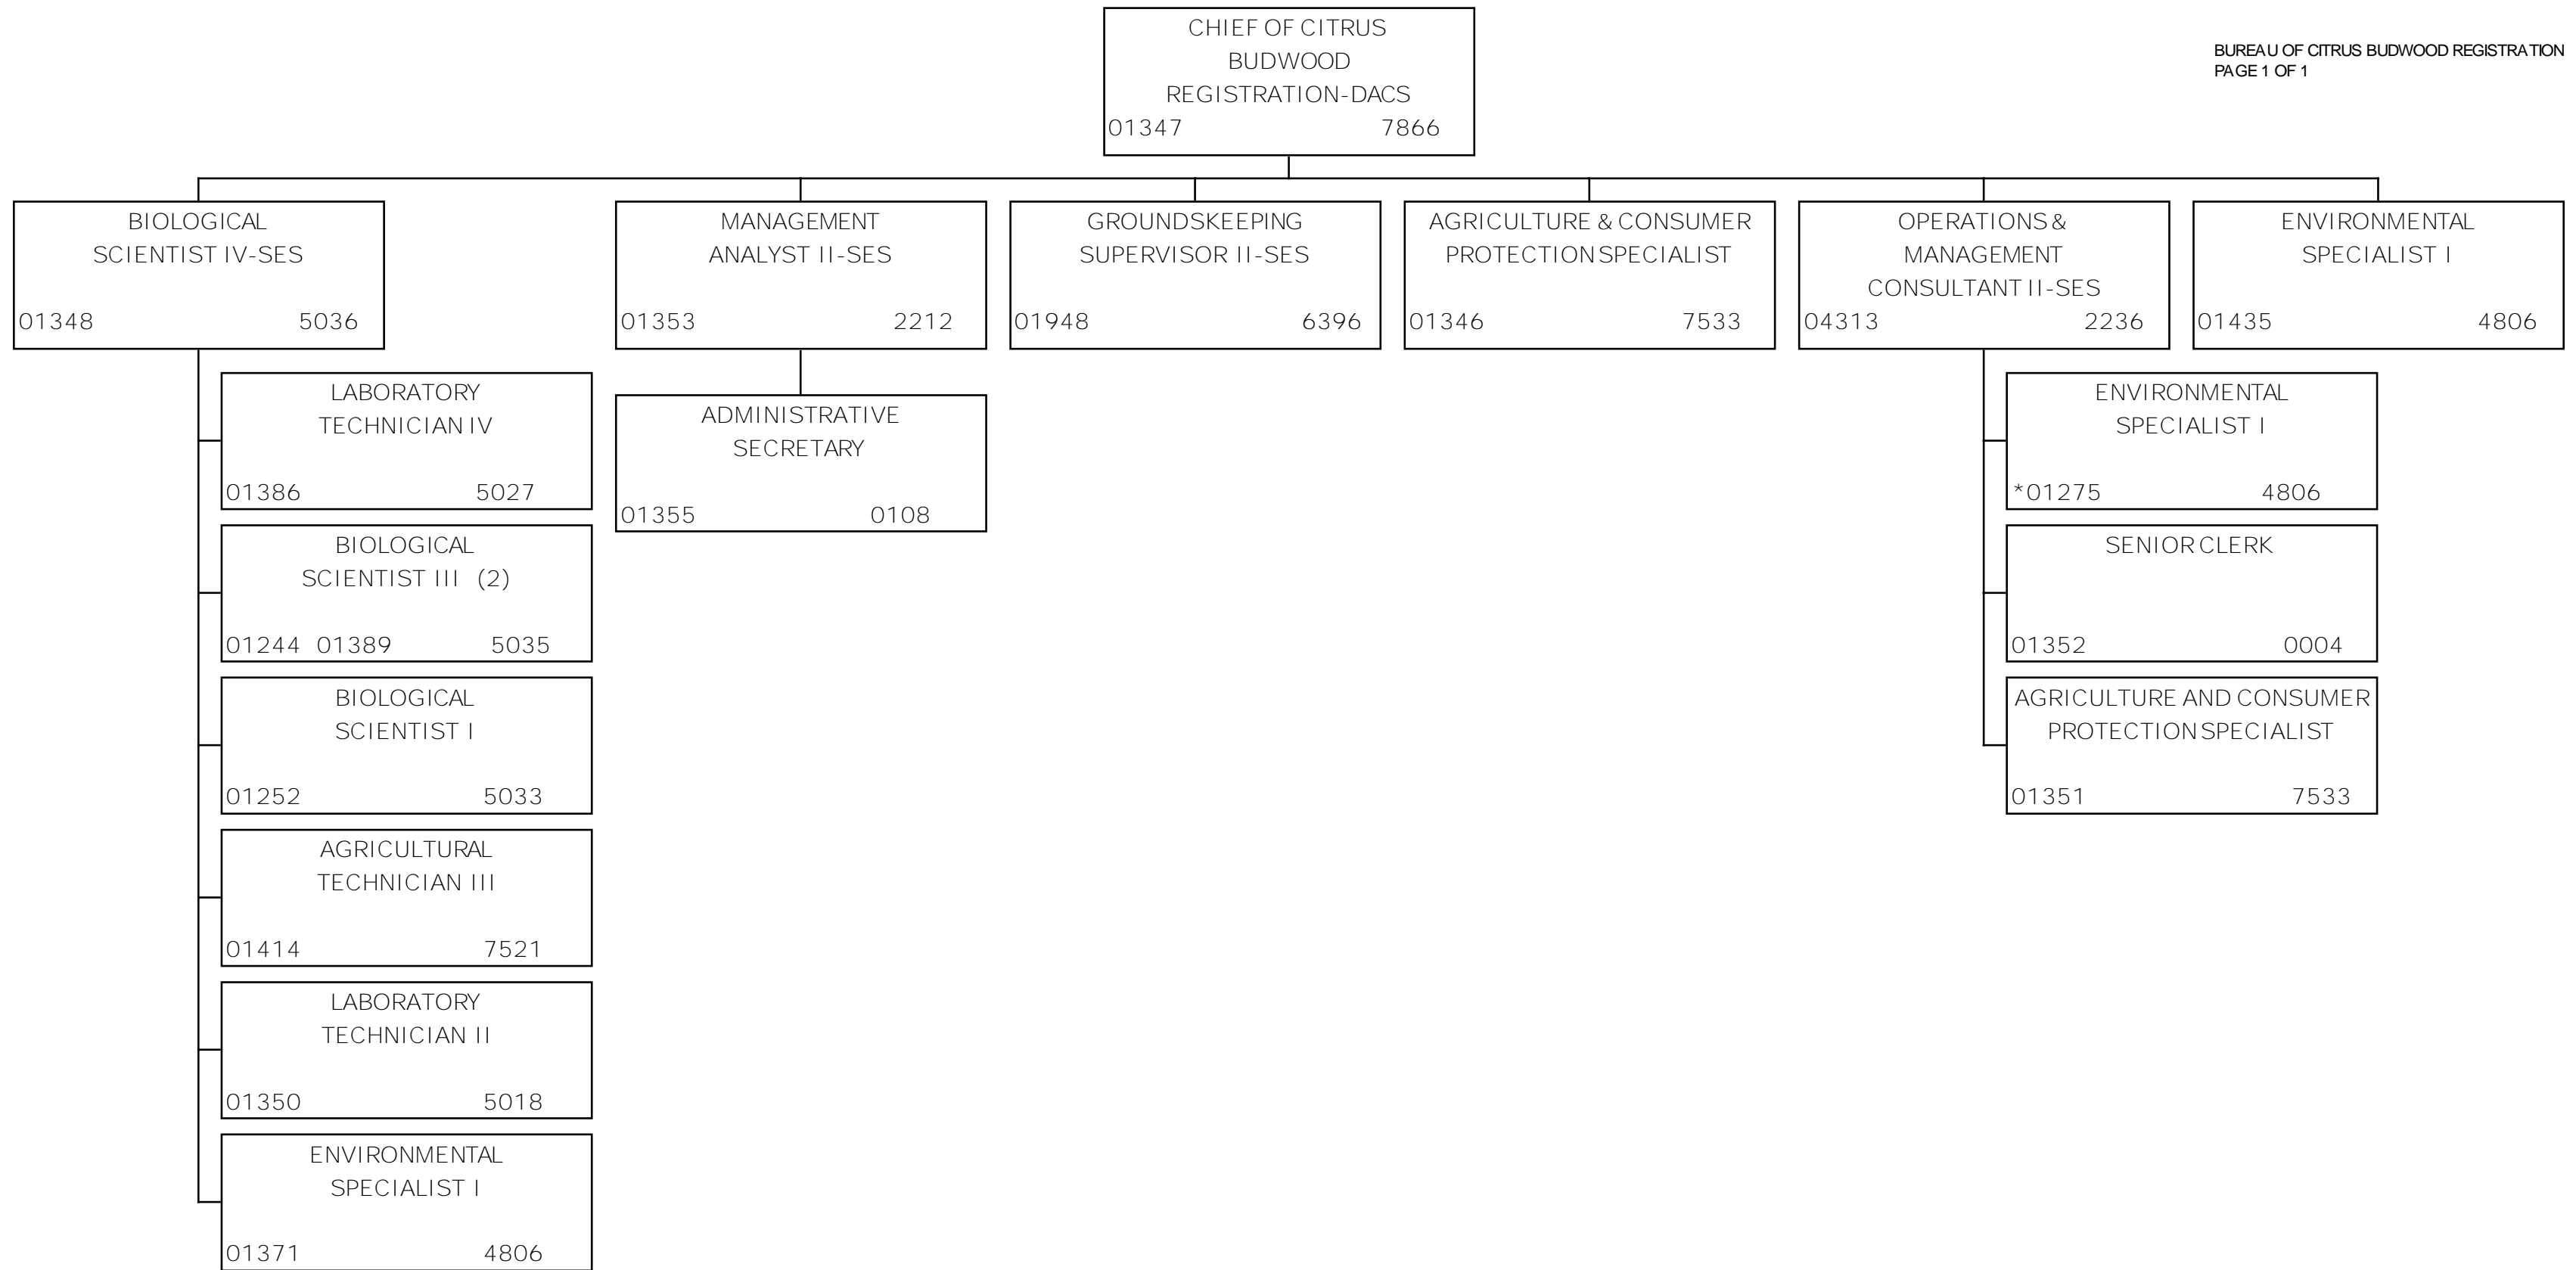 CHIEF OF CITRUS
BUDWOOD
REGISTRATION-DACS
01347 7866
BUREAU OF CITRUS BUDWOOD REGISTRATION
PAGE 1 OF 1
BIOLOGICAL
SCIENTIST IV-SES
01348 5036
MANAGEMENT
ANALYST II-SES
01353 2212
GROUNDSKEEPING
SUPERVISOR II-SES
01948 6396
AGRICULTURE & CONSUMER
PROTECTION SPECIALIST
01346 7533
OPERATIONS &
MANAGEMENT
CONSULTANT II-SES
04313 2236
ENVIRONMENTAL
SPECIALIST I
01435 4806
LABORATORY
TECHNICIAN IV
01386 5027
BIOLOGICAL
SCIENTIST III (2)
01244 01389 5035
BIOLOGICAL
SCIENTIST I
01252 5033
AGRICULTURAL
TECHNICIAN III
01414 7521
LABORATORY
TECHNICIAN II
01350 5018
ENVIRONMENTAL
SPECIALIST I
01371 4806
ADMINISTRATIVE
SECRETARY
01355 0108
ENVIRONMENTAL
SPECIALIST I
*01275 4806
SENIOR CLERK
01352 0004
AGRICULTURE AND CONSUMER
PROTECTION SPECIALIST
01351 7533